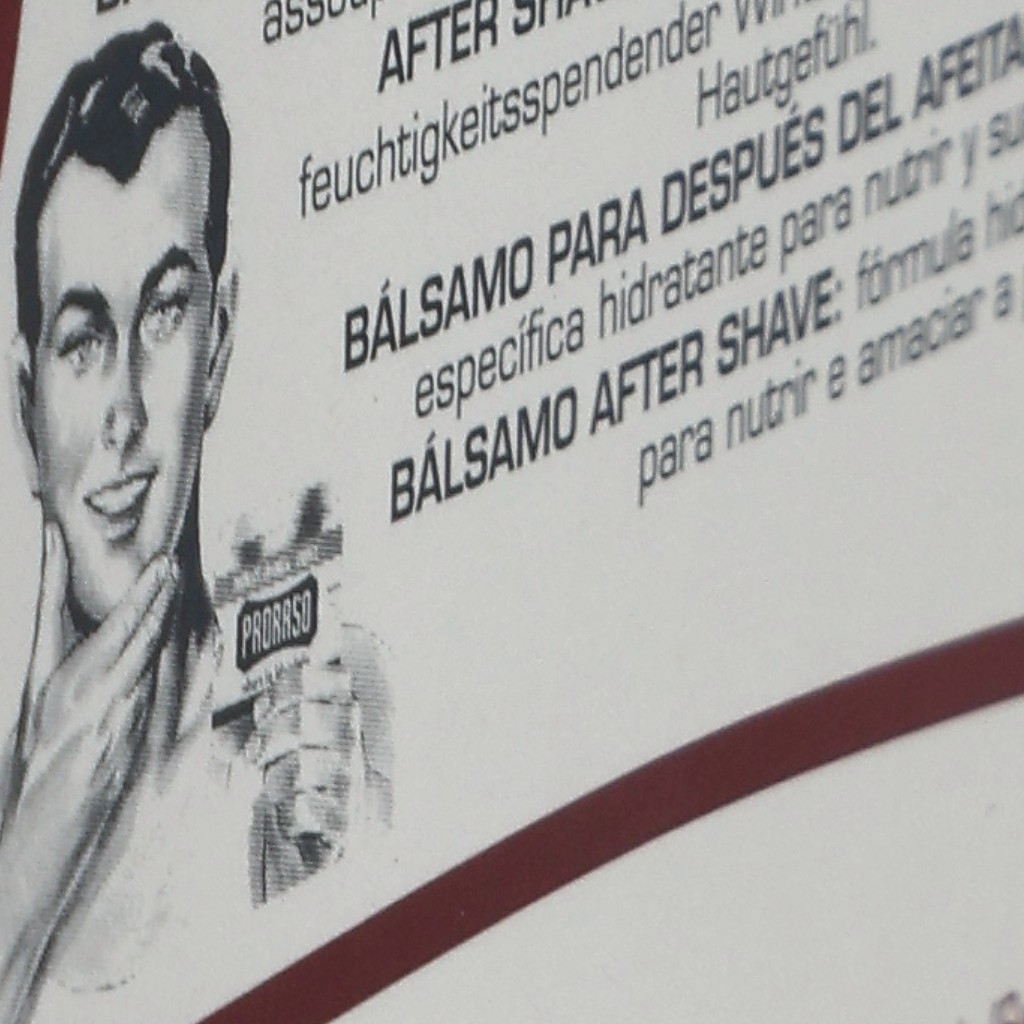 AFTER
feuchtigkeitsspendender
Hautgefühl.
BÁLSAMO PARA DESPUÉS DEL
específica hidratante para nutrir y
BÁLSAMO AFTER SHAVE: fórmula
para nutrir e amaciar a
PRORASO